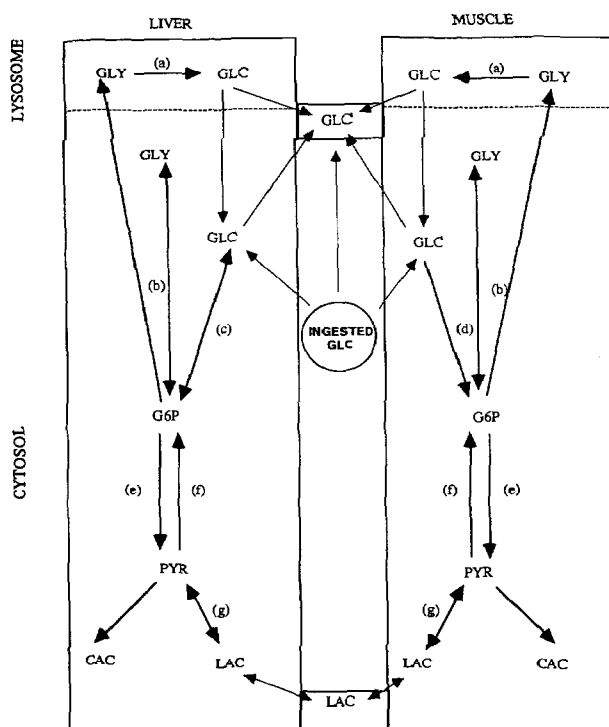 LIVER MUSCLE
LYSOSOME
GLY (a) GLC GLC (a) GLY
GLC
GLY GLY
GLC GLC
(b) (c) (d) (b)
INGESTED
GLC
G6P G6P
CYTOSOL
(e) (f) (f) (e)
PYR PYR
(g) (g)
CAC LAC LAC CAC
LAC